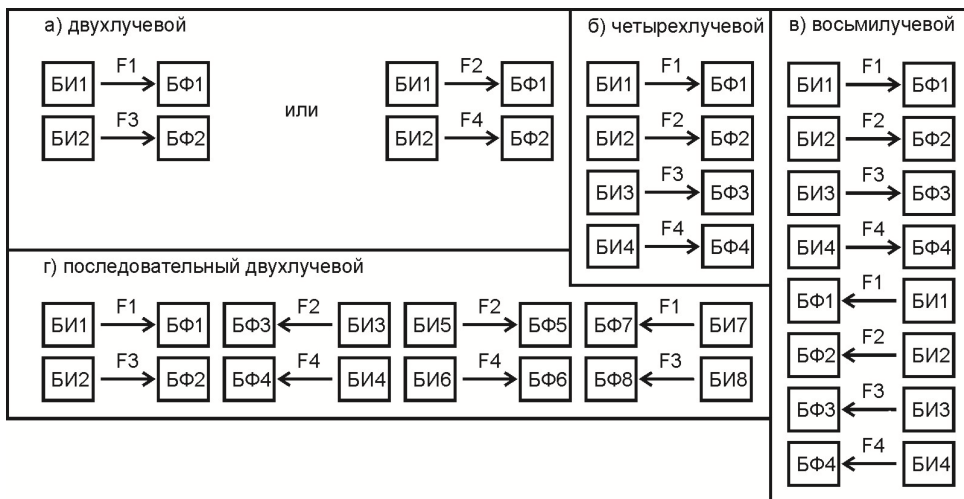 а) двухлучевой
F1
БИ1 БФ1
F3
БИ2 БФ2
или
F2
БИ1 БФ1
F4
БИ2 БФ2
б) четырехлучевой
F1
БИ1 БФ1
F2
БИ2 БФ2
F3
БИ3 БФ3
F4
БИ4 БФ4
в) восьмилучевой
F1
БИ1 БФ1
F2
БИ2 БФ2
F3
БИ3 БФ3
F4
БИ4 БФ4
F1
БФ1 БИ1
F2
БФ2 БИ2
F3
БФ3 БИ3
F4
БФ4 БИ4
г) последовательный двухлучевой
F1 F2 F2 F1
БИ1 БФ1 БФ3 БИ3 БИ5 БФ5 БФ7 БИ7
F3 F4 F4 F3
БИ2 БФ2 БФ4 БИ4 БИ6 БФ6 БФ8 БИ8